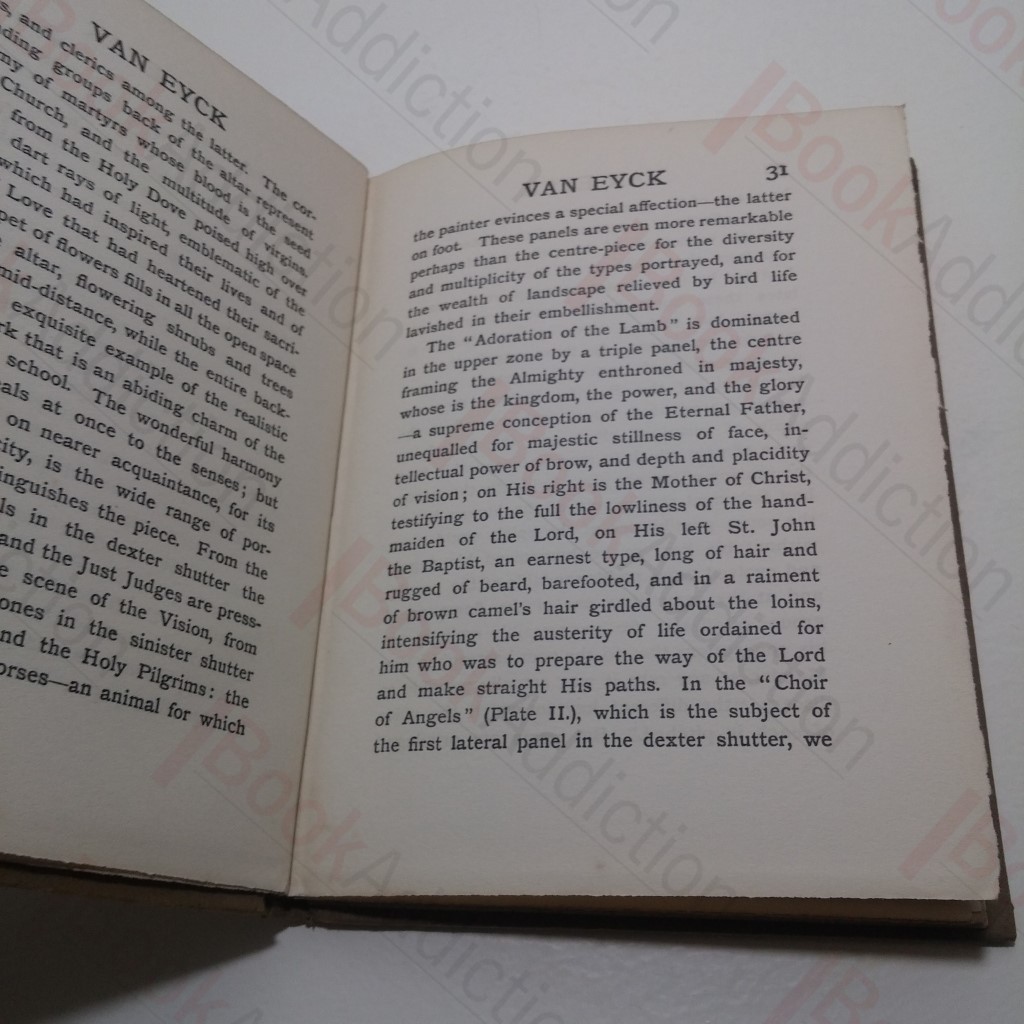 VAN EYCK
s, and clerics among the latter. The cor-
ding groups back of the altar represent
ny of martyrs whose blood is the seed
Church, and the multitude of virgins.
from the Holy Dove poised high over
dart rays of light, emblematic of the
which had inspired their lives and of
Love that had heartened their sacri-
pet of flowers fills in all the open space
altar, flowering shrubs and trees
mid-distance, while the entire back-
exquisite example of the realistic
rk that is an abiding charm of the
school. The wonderful harmony
als at once to the senses; but
on nearer acquaintance, for its
city, is the wide range of por-
inguishes the piece. From the
ls in the dexter shutter the
and the Just Judges are press-
e scene of the Vision, from
ones in the sinister shutter
nd the Holy Pilgrims: the
orses—an animal for which
VAN EYCK 31
the painter evinces a special affection—the latter
on foot. These panels are even more remarkable
perhaps than the centre-piece for the diversity
and multiplicity of the types portrayed, and for
the wealth of landscape relieved by bird life
lavished in their embellishment.
The "Adoration of the Lamb" is dominated
in the upper zone by a triple panel, the centre
framing the Almighty enthroned in majesty,
whose is the kingdom, the power, and the glory
—a supreme conception of the Eternal Father,
unequalled for majestic stillness of face, in-
tellectual power of brow, and depth and placidity
of vision; on His right is the Mother of Christ,
testifying to the full the lowliness of the hand-
maiden of the Lord, on His left St. John
the Baptist, an earnest type, long of hair and
rugged of beard, barefooted, and in a raiment
of brown camel's hair girdled about the loins,
intensifying the austerity of life ordained for
him who was to prepare the way of the Lord
and make straight His paths. In the "Choir
of Angels" (Plate II.), which is the subject of
the first lateral panel in the dexter shutter, we
BookAddiction